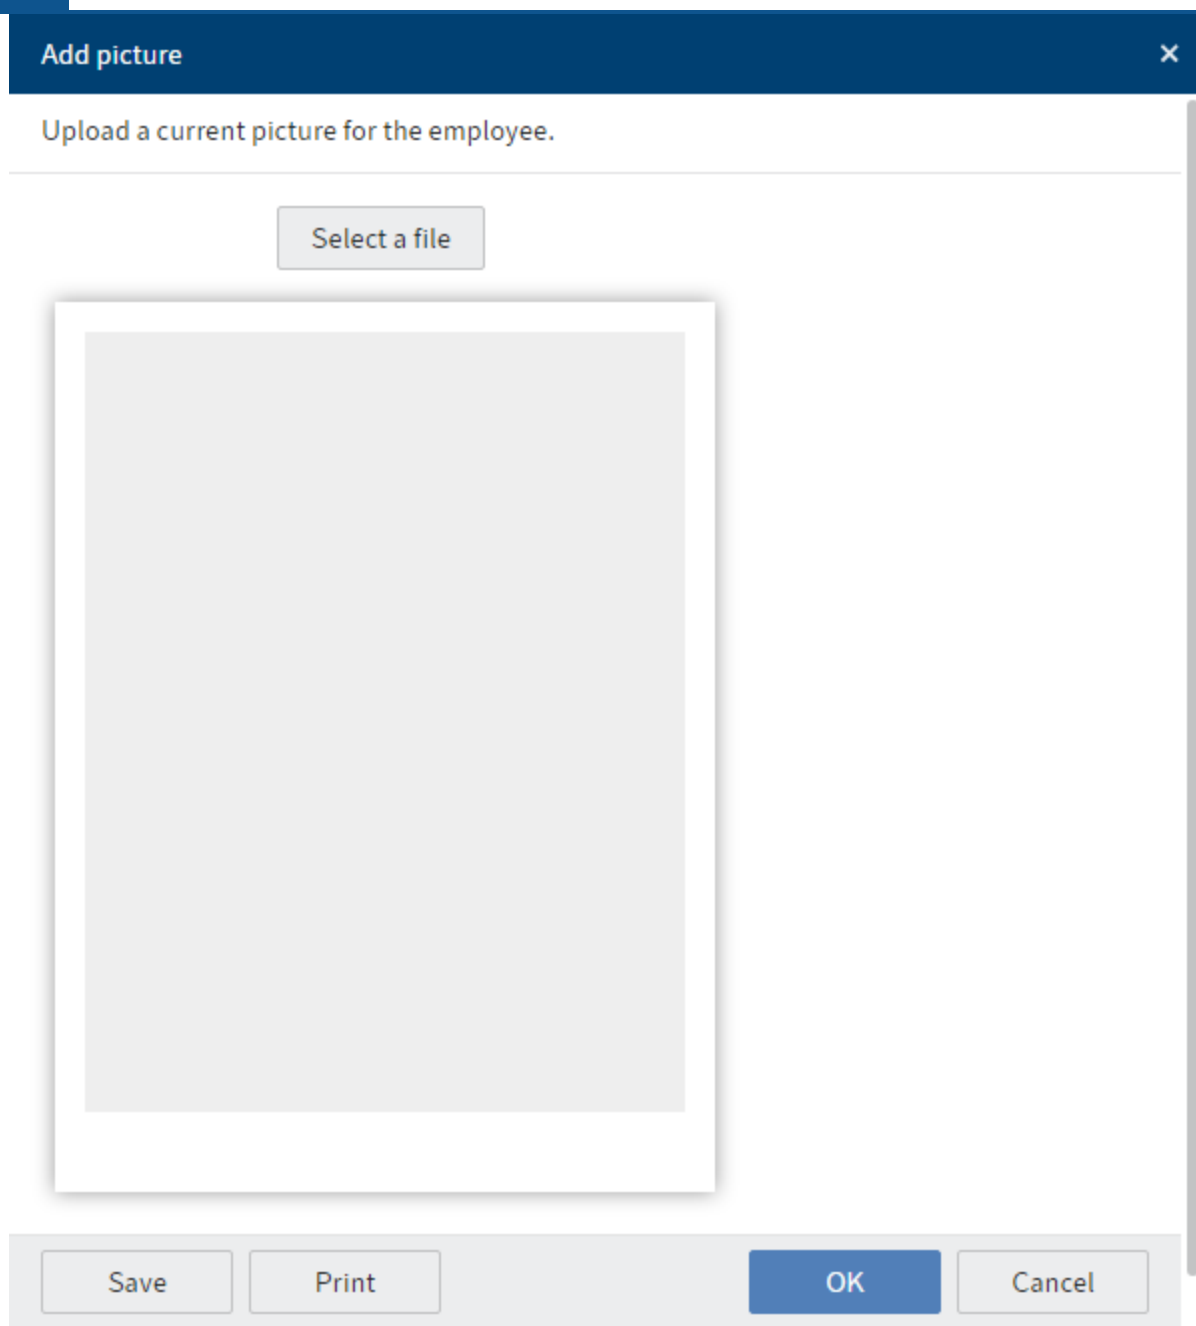 Add picture
Upload a current picture for the employee.
Select a file
Save Print OK Cancel